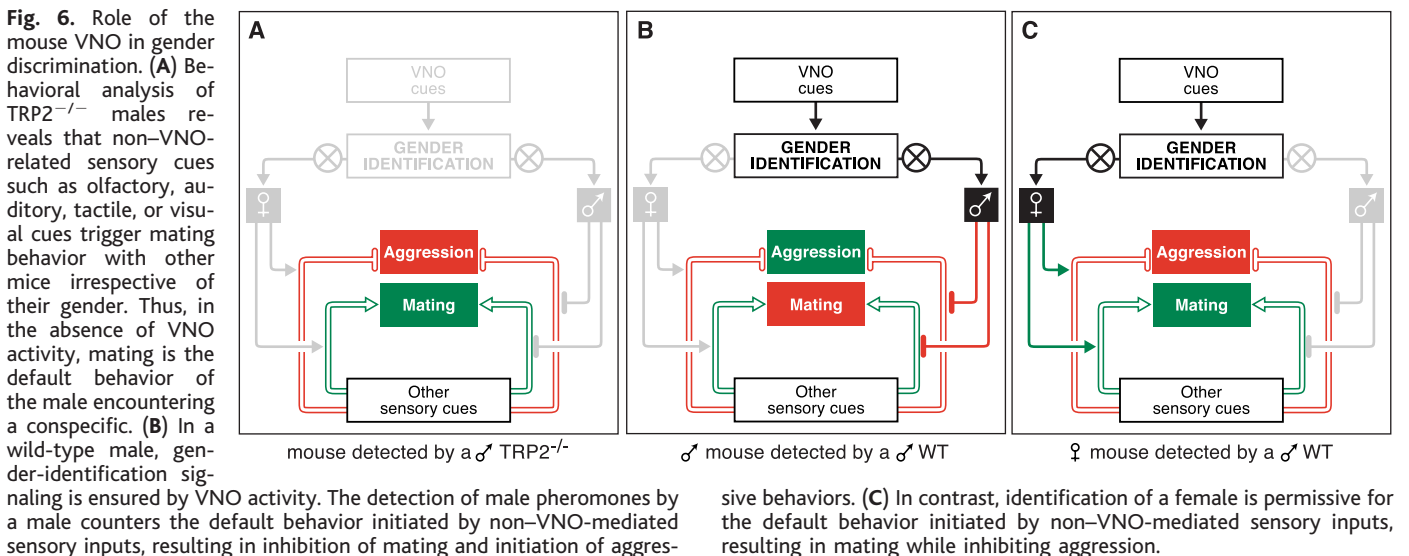 Fig. 6. Role of the
mouse VNO in gender
discrimination. (A) Be-
havioral analysis of
TRP2−/− males re-
veals that non–VNO-
related sensory cues
such as olfactory, au-
ditory, tactile, or visu-
al cues trigger mating
behavior with other
mice irrespective of
their gender. Thus, in
the absence of VNO
activity, mating is the
default behavior of
the male encountering
a conspecific. (B) In a
wild-type male, gen-
der-identification sig-
naling is ensured by VNO activity. The detection of male pheromones by
a male counters the default behavior initiated by non–VNO-mediated
sensory inputs, resulting in inhibition of mating and initiation of aggres-
sive behaviors. (C) In contrast, identification of a female is permissive for
the default behavior initiated by non–VNO-mediated sensory inputs,
resulting in mating while inhibiting aggression.
A
VNO
cues
GENDER
IDENTIFICATION
♀
♂
Aggression
Mating
Other
sensory cues
mouse detected by a ♂ TRP2-/-
B
VNO
cues
GENDER
IDENTIFICATION
♀
♂
Aggression
Mating
Other
sensory cues
♂ mouse detected by a ♂ WT
C
VNO
cues
GENDER
IDENTIFICATION
♀
♂
Aggression
Mating
Other
sensory cues
♀ mouse detected by a ♂ WT